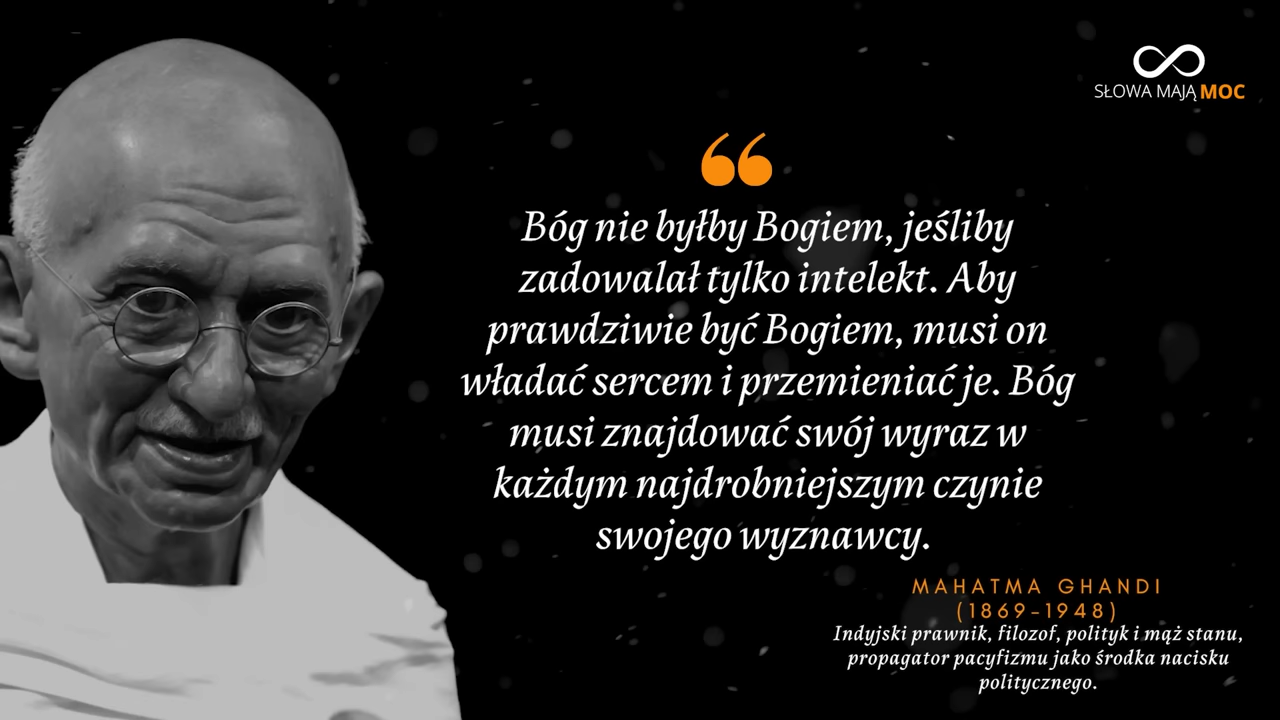 SŁOWA MAJĄ MOC
“
Bóg nie byłby Bogiem, jeśliby
zadowalał tylko intelekt. Aby
prawdziwie być Bogiem, musi on
władać sercem i przemieniać je. Bóg
musi znajdować swój wyraz w
każdym najdrobniejszym czynie
swojego wyznawcy.
MAHATMA GHANDI
(1869-1948)
Indyjski prawnik, filozof, polityk i mąż stanu,
propagator pacyfizmu jako środka nacisku
politycznego.